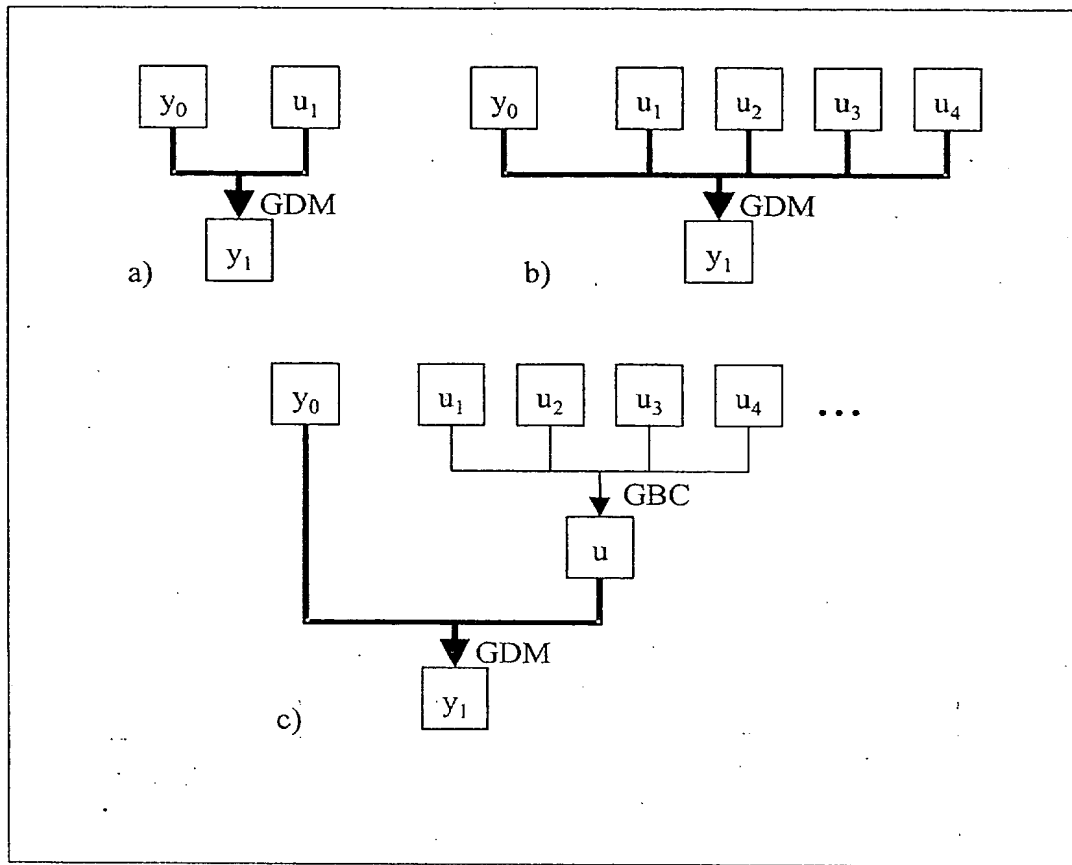 y₀ u₁
GDM
y₁
a)
y₀ u₁ u₂ u₃ u₄
GDM
y₁
b)
y₀ u₁ u₂ u₃ u₄ ...
GBC
u
GDM
y₁
c)